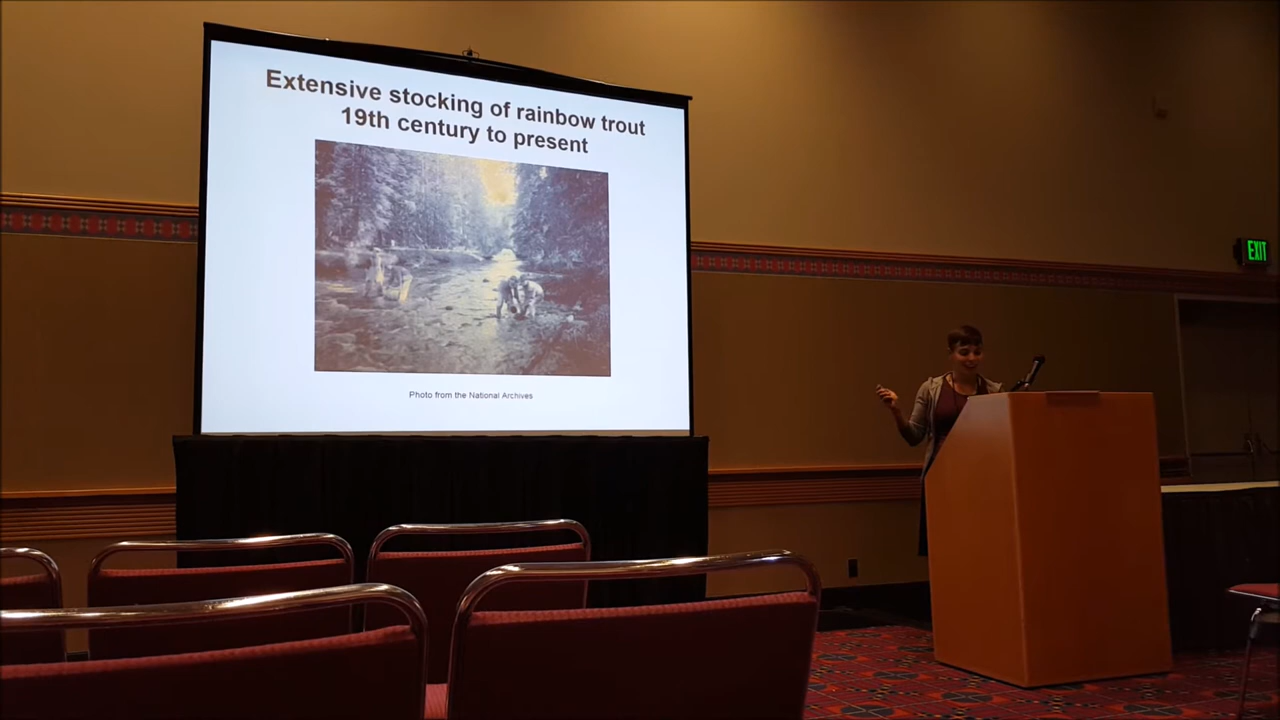 Extensive stocking of rainbow trout
19th century to present
Photo from the National Archives
EXIT